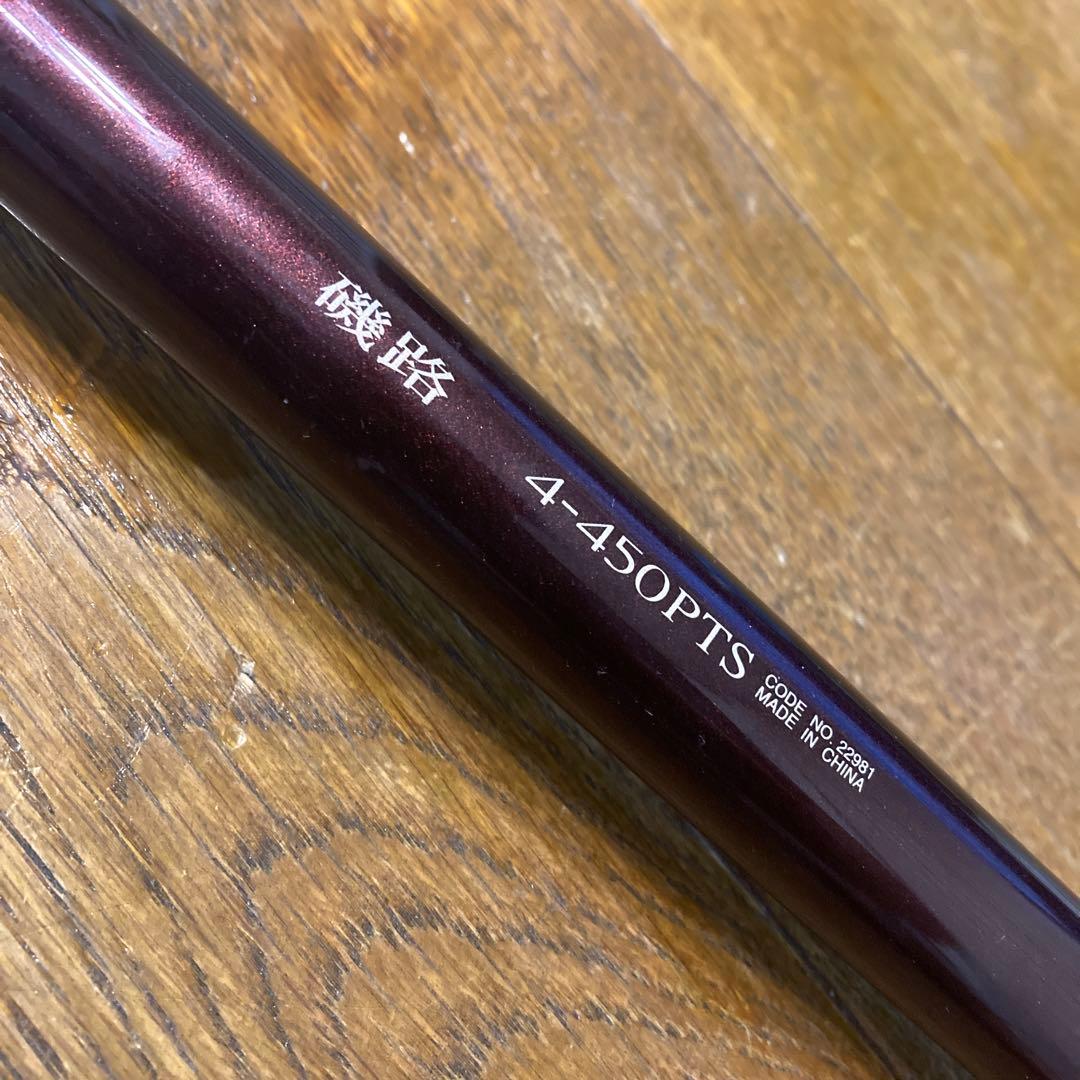 磯路
4-450PTS
CODE NO. 22981
MADE IN CHINA